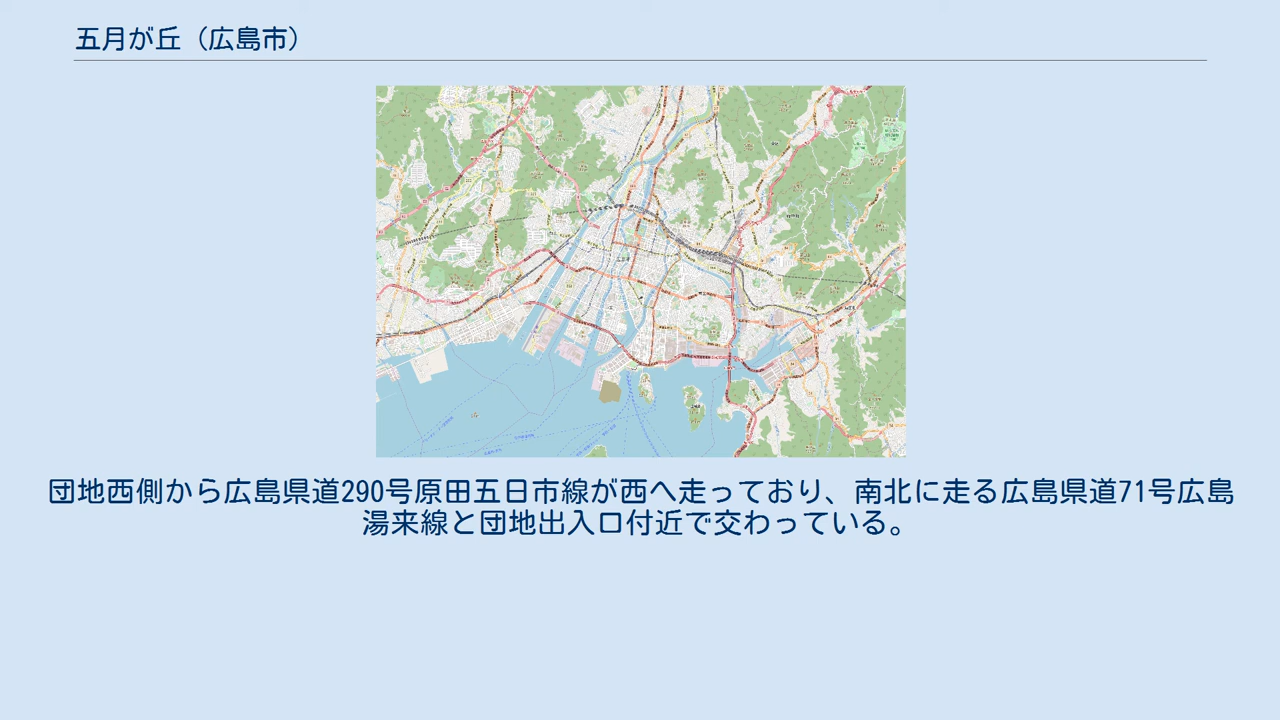 五月が丘（広島市）
団地西側から広島県道290号原田五日市線が西へ走っており、南北に走る広島県道71号広島
湯来線と団地出入口付近で交わっている。